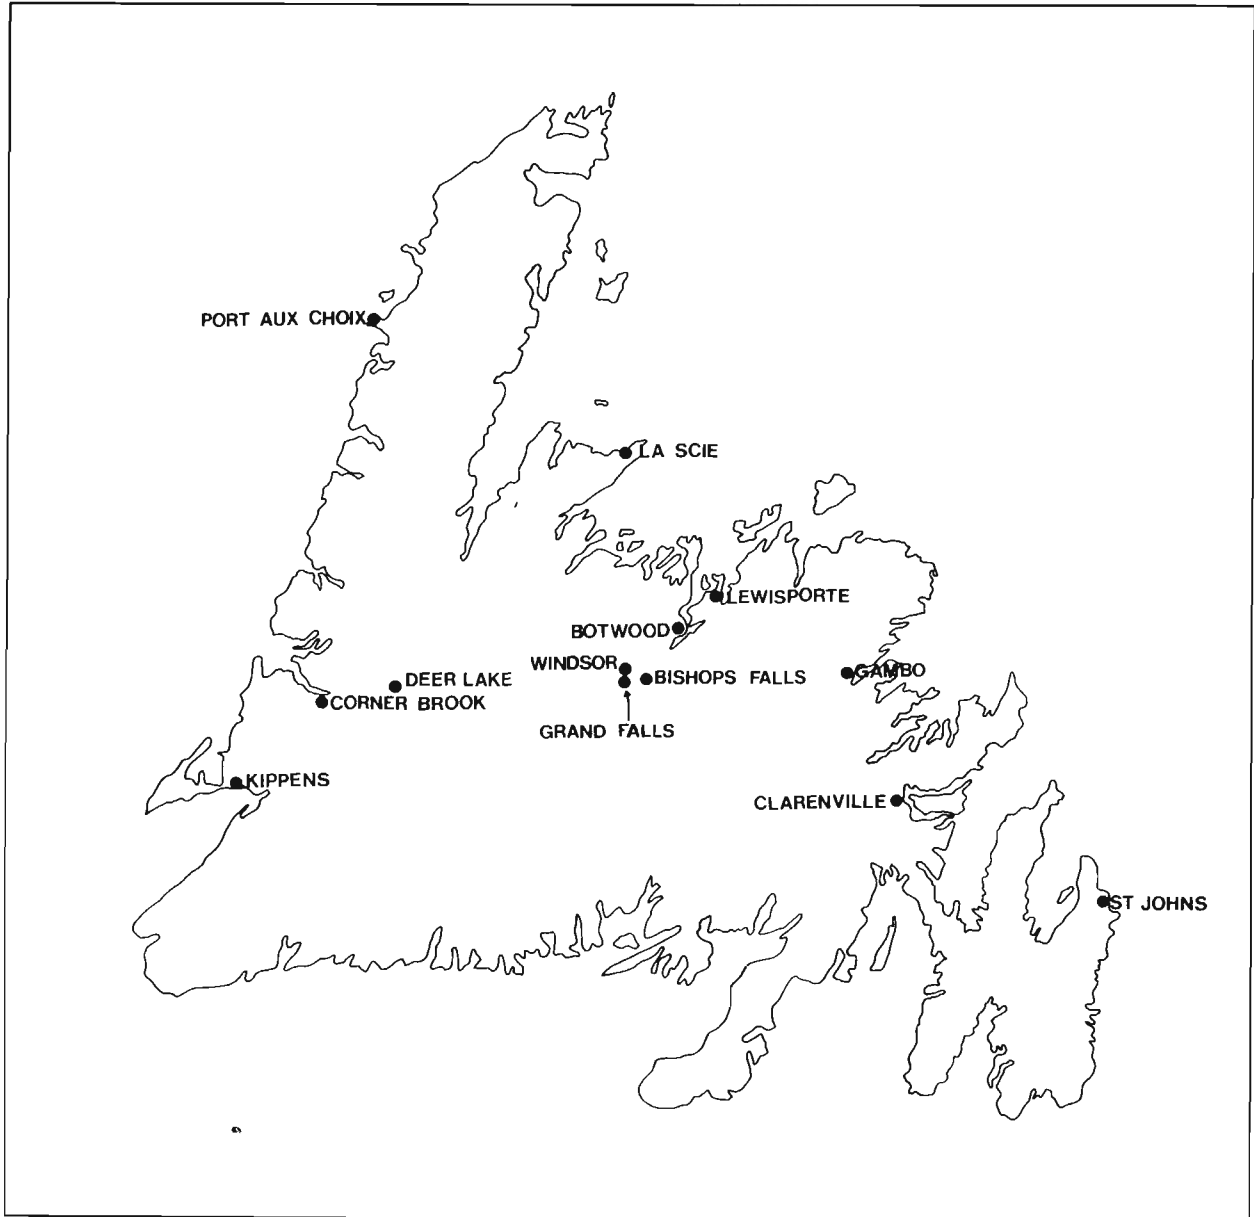 PORT AUX CHOIX
LA SCIE
LEWISPORTE
BOTWOOD
WINDSOR
BISHOPS FALLS
GAMBO
DEER LAKE
CORNER BROOK
GRAND FALLS
KIPPENS
CLARENVILLE
ST JOHNS